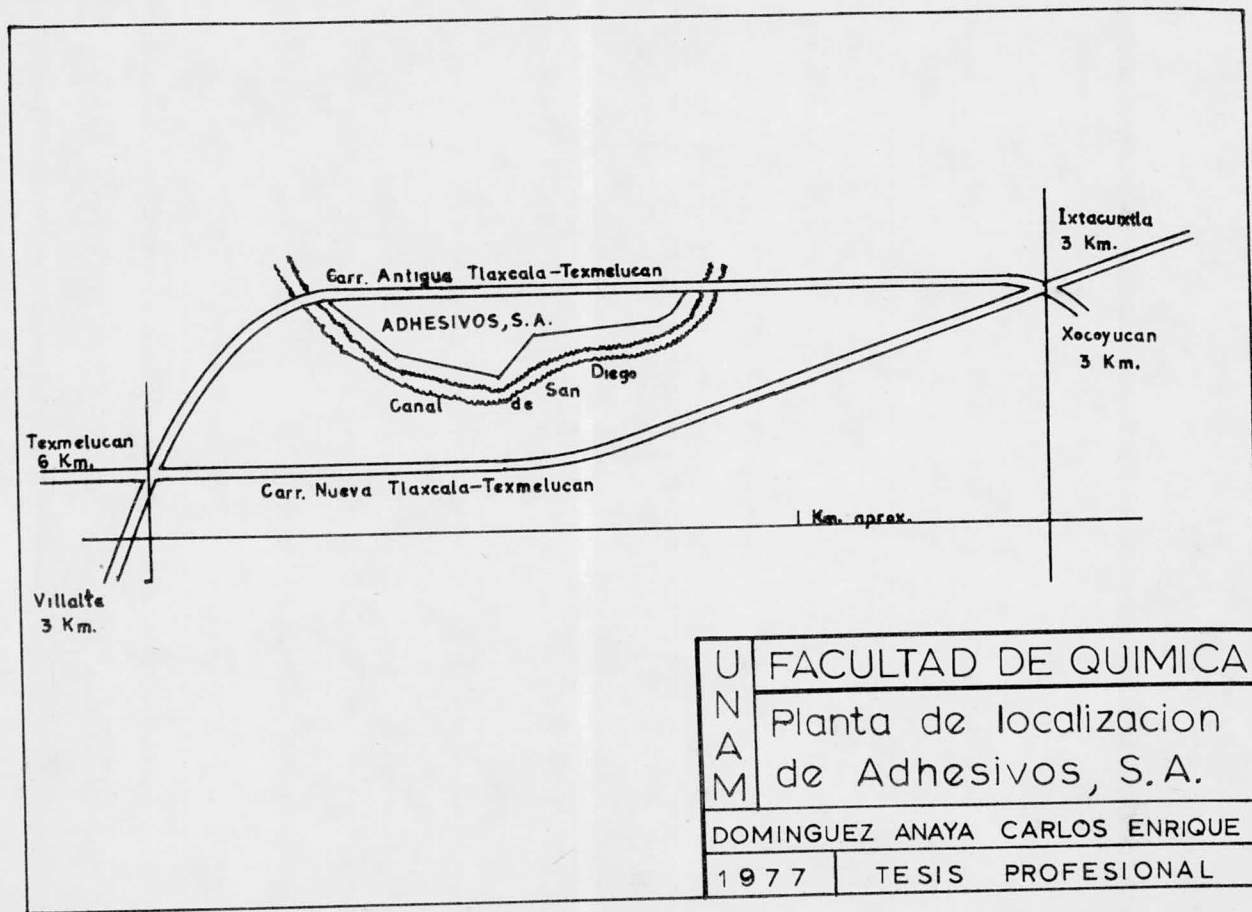 Ixtacuixtla
3 Km.
Carr. Antigua Tlaxcala-Texmelucan
ADHESIVOS, S.A.
Xocoyucan
3 Km.
Canal de San Diego
Texmelucan
6 Km.
Carr. Nueva Tlaxcala-Texmelucan
1 Km. aprox.
Villalta
3 Km.
UNAM
FACULTAD DE QUIMICA
Planta de localizacion
de Adhesivos, S.A.
DOMINGUEZ ANAYA CARLOS ENRIQUE
1977 TESIS PROFESIONAL